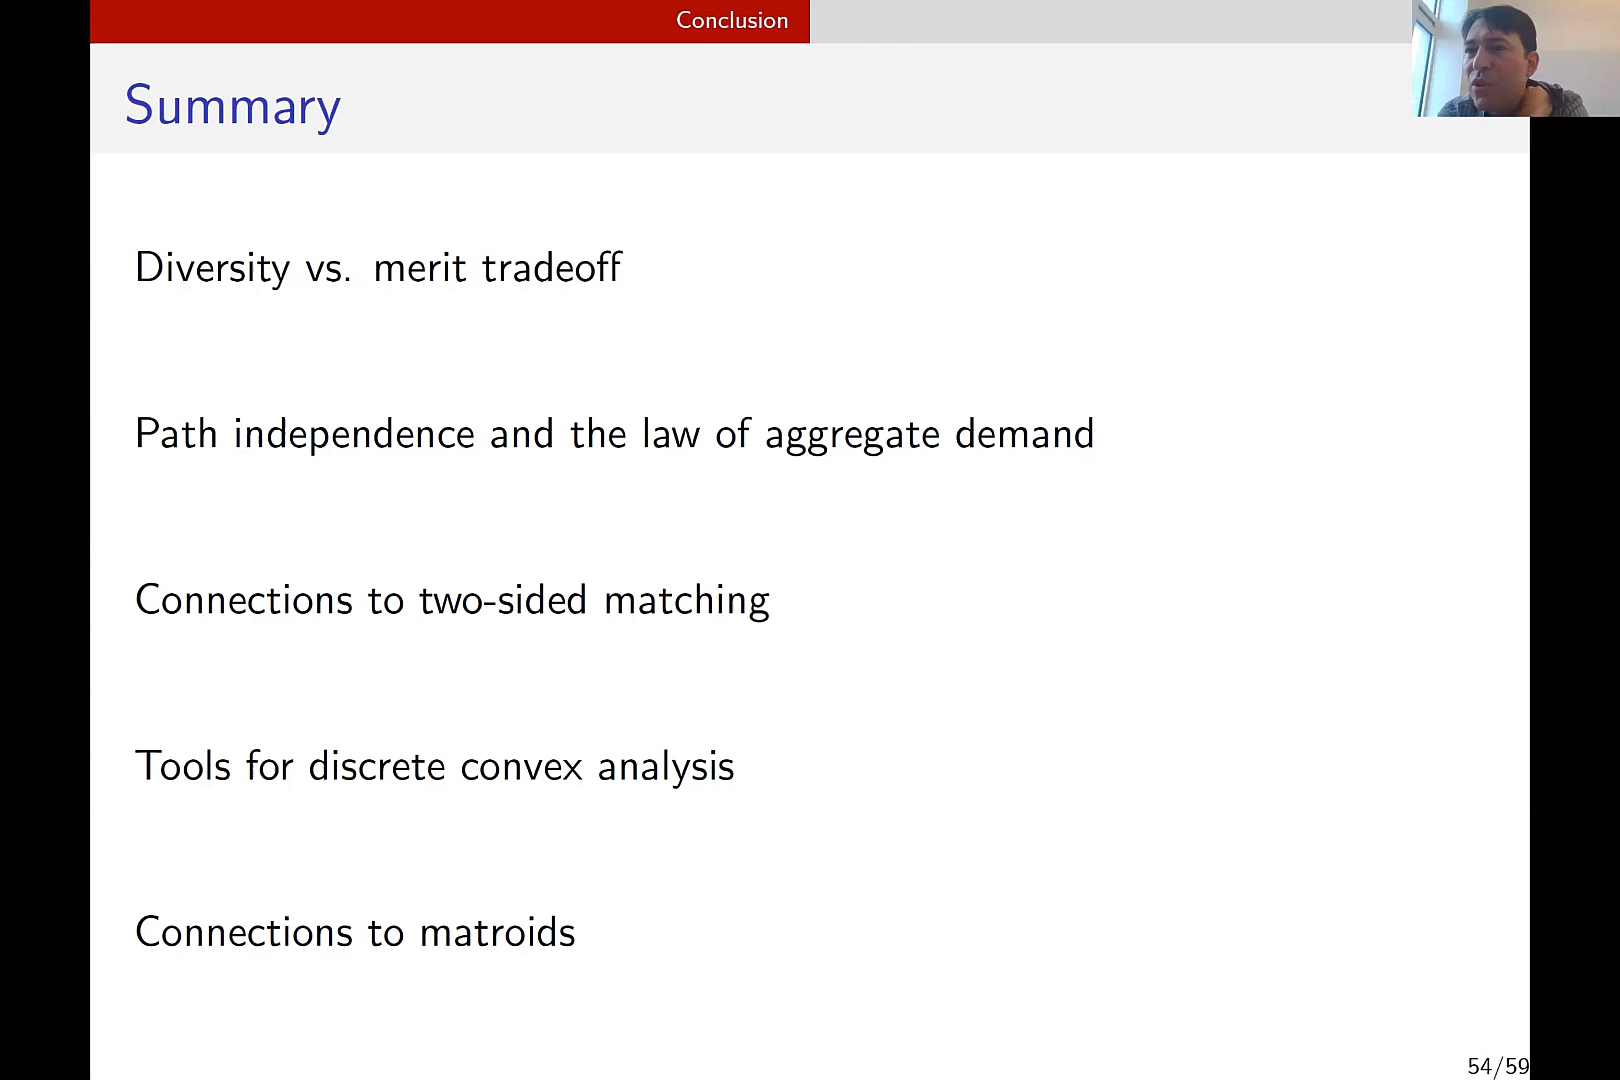 Conclusion
Summary
Diversity vs. merit tradeoff
Path independence and the law of aggregate demand
Connections to two-sided matching
Tools for discrete convex analysis
Connections to matroids
54/59